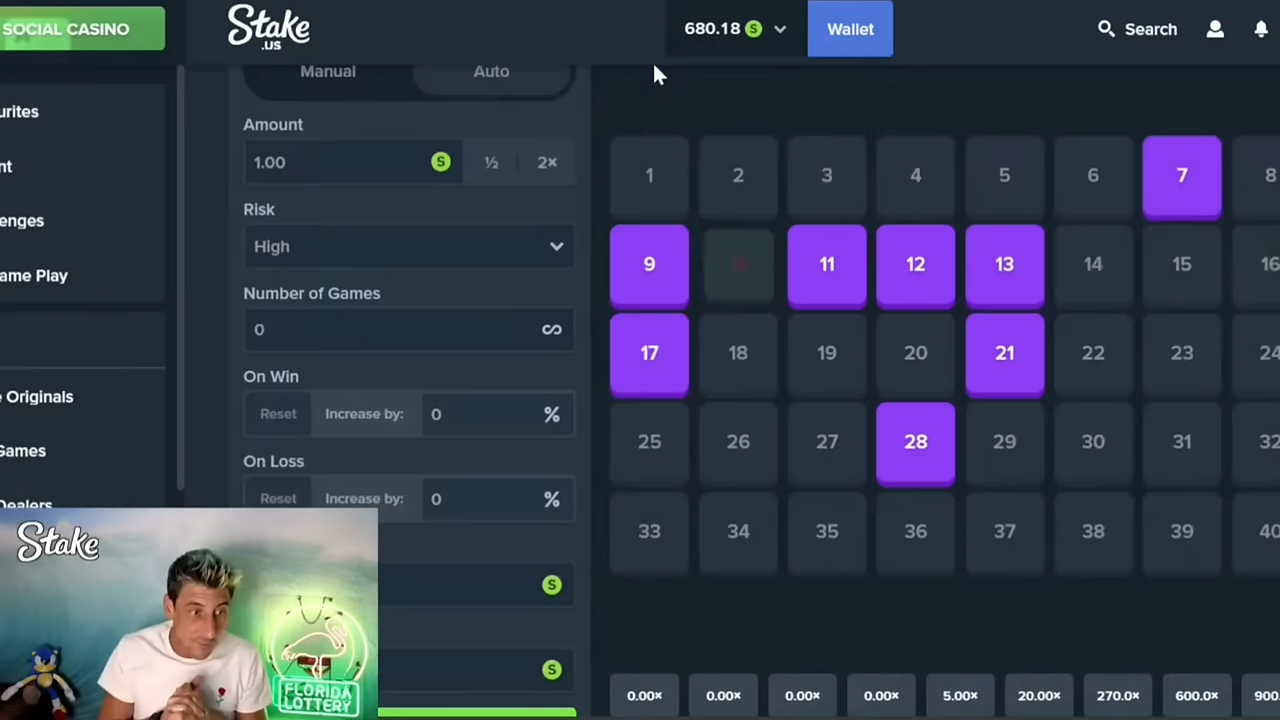 SOCIAL CASINO
Stake
.US
680.18 S
Wallet
Search
Manual
Auto
urites
nt
enges
ame Play
e Originals
Games
Dealers
Amount
1.00 S ½ 2×
Risk
High
Number of Games
0 ∞
On Win
Reset Increase by: 0 %
On Loss
Reset Increase by: 0 %
S
S
1 2 3 4 5 6 7 8
9 11 12 13 14 15 16
17 18 19 20 21 22 23 24
25 26 27 28 29 30 31 32
33 34 35 36 37 38 39 40
0.00× 0.00× 0.00× 0.00× 5.00× 20.00× 270.0× 600.0× 900.
Stake
FLORIDA
LOTTERY